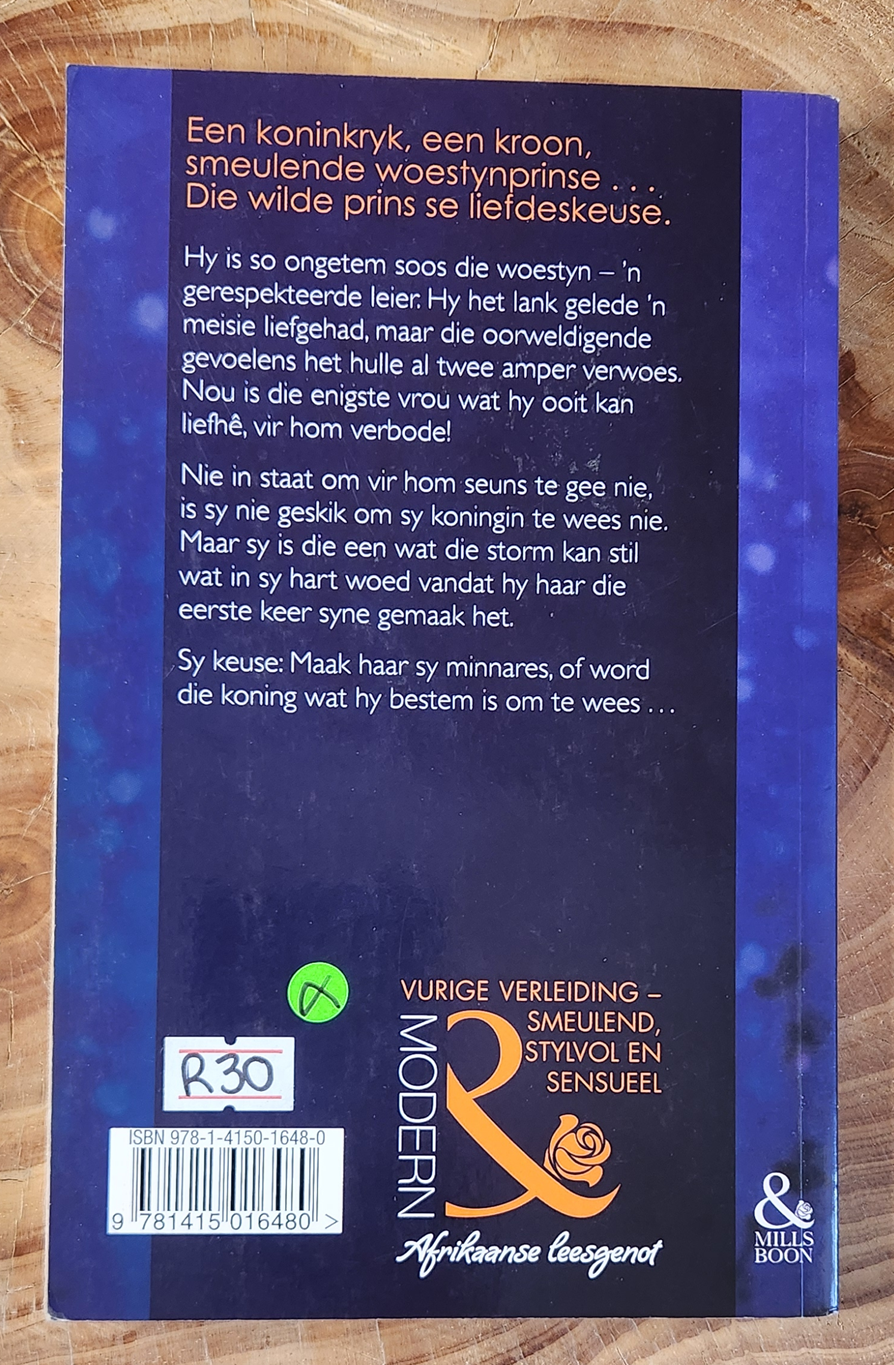 Een koninkryk, een kroon,
smeulende woestynprinse . . .
Die wilde prins se liefdeskeuse.
Hy is so ongetem soos die woestyn – 'n
gerespekteerde leier. Hy het lank gelede 'n
meisie liefgehad, maar die oorweldigende
gevoelens het hulle al twee amper verwoes.
Nou is die enigste vrou wat hy ooit kan
liefhê, vir hom verbode!
Nie in staat om vir hom seuns te gee nie,
is sy nie geskik om sy koningin te wees nie.
Maar sy is die een wat die storm kan stil
wat in sy hart woed vandat hy haar die
eerste keer syne gemaak het.
Sy keuse: Maak haar sy minnares, of word
die koning wat hy bestem is om te wees . . .
VURIGE VERLEIDING –
SMEULEND,
STYLVOL EN
SENSUEEL
MODERN
R
Afrikaanse leesgenot
R30
ISBN 978-1-4150-1648-0
9 781415 016480 >
&
MILLS
BOON